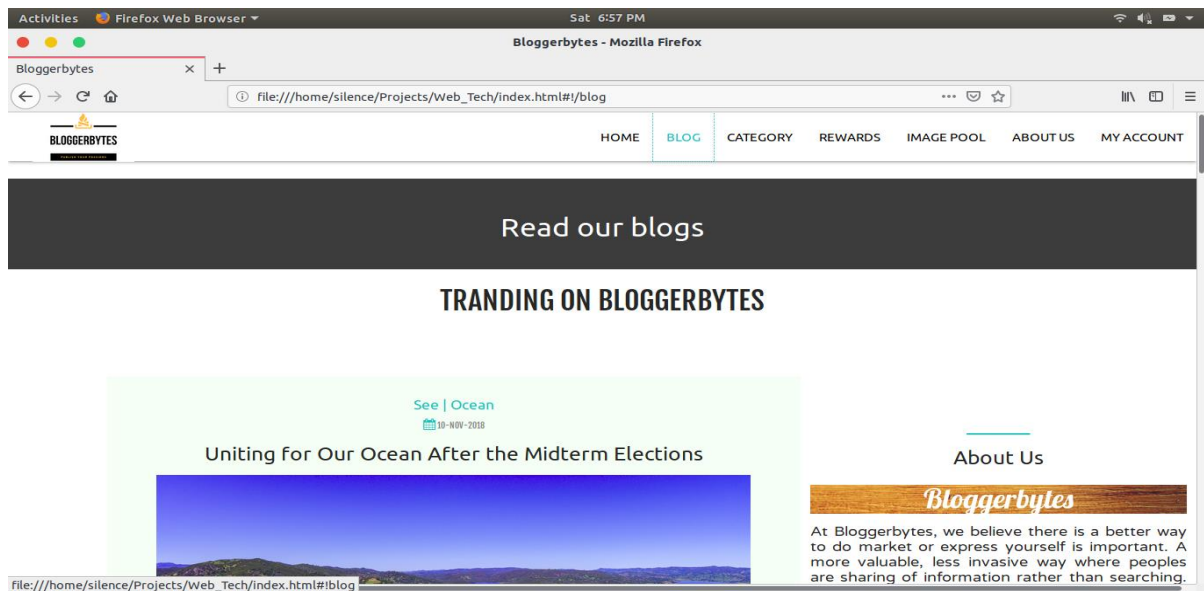 Activities Firefox Web Browser Sat 6:57 PM
Bloggerbytes - Mozilla Firefox
Bloggerbytes
file:///home/silence/Projects/Web_Tech/index.html#!/blog
BLOGGERBYTES
HOME BLOG CATEGORY REWARDS IMAGE POOL ABOUT US MY ACCOUNT
Read our blogs
TRANDING ON BLOGGERBYTES
See | Ocean
10-NOV-2018
Uniting for Our Ocean After the Midterm Elections
About Us
Bloggerbytes
At Bloggerbytes, we believe there is a better way
to do market or express yourself is important. A
more valuable, less invasive way where peoples
are sharing of information rather than searching.
file:///home/silence/Projects/Web_Tech/index.html#!blog